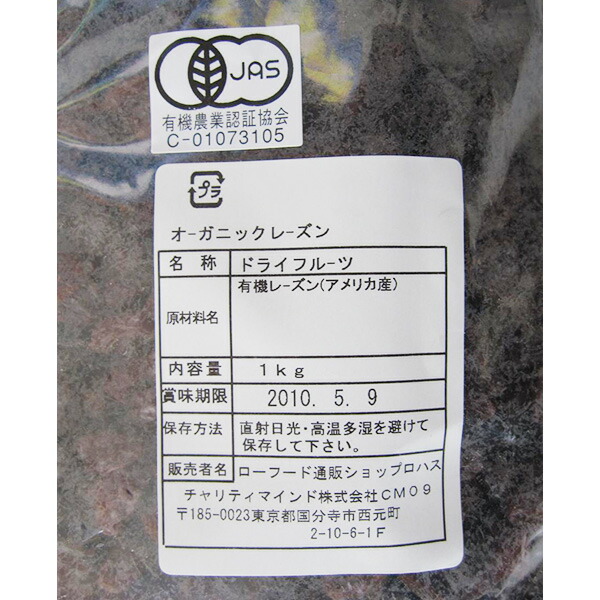 JAS
有機農業認証協会
C-01073105
プラ
オーガニックレーズン
名称 ドライフルーツ
原材料名 有機レーズン(アメリカ産)
内容量 1kg
賞味期限 2010. 5. 9
保存方法 直射日光・高温多湿を避けて
保存して下さい。
販売者名 ローフード通販ショップロハス
チャリティマインド株式会社CM09
〒185-0023東京都国分寺市西元町
2-10-6-1F